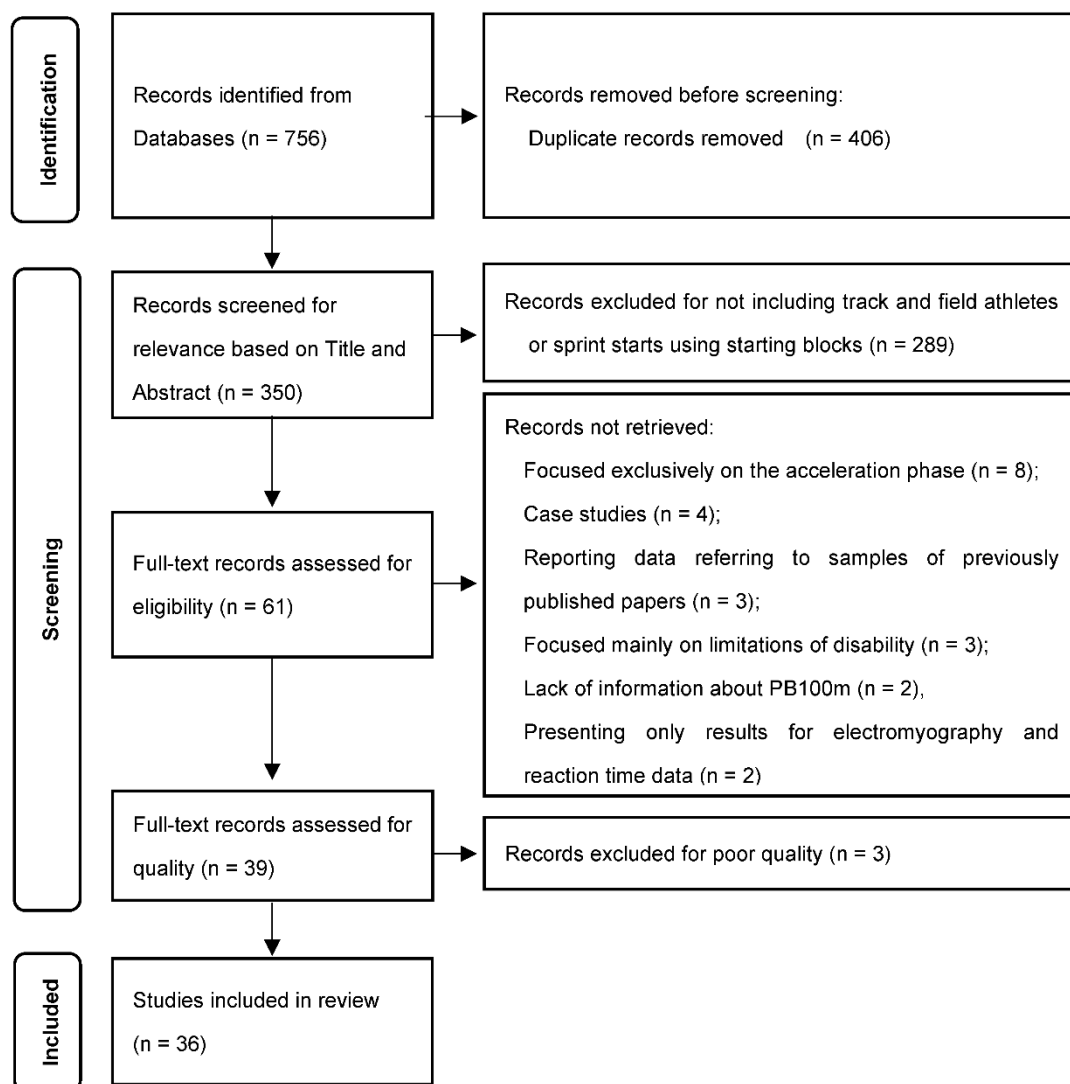 Identification
Records identified from
Databases (n = 756)
Records removed before screening:
Duplicate records removed (n = 406)
Screening
Records screened for
relevance based on Title and
Abstract (n = 350)
Records excluded for not including track and field athletes
or sprint starts using starting blocks (n = 289)
Full-text records assessed for
eligibility (n = 61)
Records not retrieved:
Focused exclusively on the acceleration phase (n = 8);
Case studies (n = 4);
Reporting data referring to samples of previously
published papers (n = 3);
Focused mainly on limitations of disability (n = 3);
Lack of information about PB100m (n = 2),
Presenting only results for electromyography and
reaction time data (n = 2)
Full-text records assessed for
quality (n = 39)
Records excluded for poor quality (n = 3)
Included
Studies included in review
(n = 36)